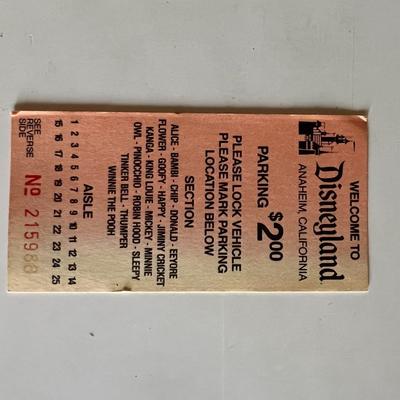 WELCOME TO
Disneyland
ANAHEIM, CALIFORNIA
PARKING $2.00
PLEASE LOCK VEHICLE
PLEASE MARK PARKING
LOCATION BELOW
SECTION
ALICE - BAMBI - CHIP - DONALD - EEYORE
FLOWER - GOOFY - HAPPY - JIMINY CRICKET
KANGA - KING LOUIE - MICKEY - MINNIE
OWL - PINOCCHIO - ROBIN HOOD - SLEEPY
TINKER BELL - THUMPER
WINNIE THE POOH
AISLE
1 2 3 4 5 6 7 8 9 10 11 12 13 14
15 16 17 18 19 20 21 22 23 24 25
SEE REVERSE
SIDE
No 215980